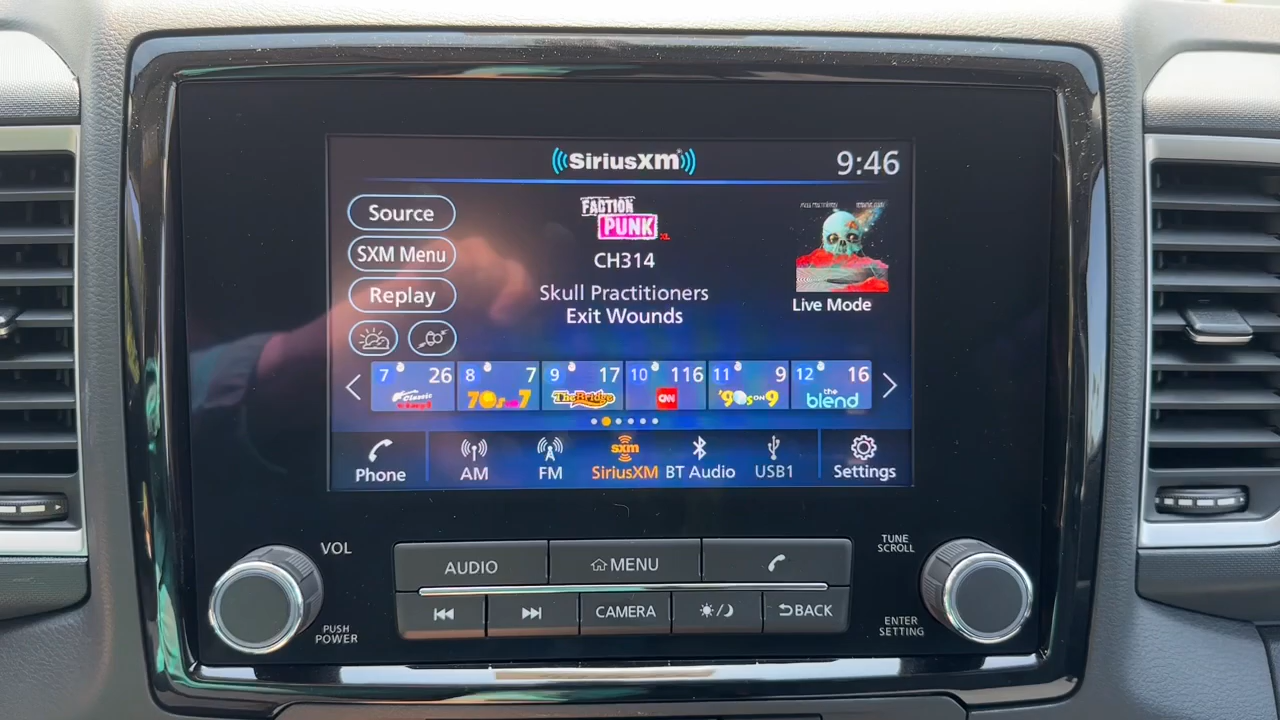 SiriusXM
9:46
Source
SXM Menu
Replay
FACTION
PUNK
XL
CH314
Skull Practitioners
Exit Wounds
Live Mode
7 26
Classic
Vinyl
8 7
70s on 7
9 17
The Bridge
10 116
CNN
11 9
'90s ON 9
12 16
the
blend
Phone
AM
FM
sxm
SiriusXM
BT Audio
USB1
Settings
VOL
PUSH
POWER
AUDIO
MENU
CAMERA
BACK
TUNE
SCROLL
ENTER
SETTING